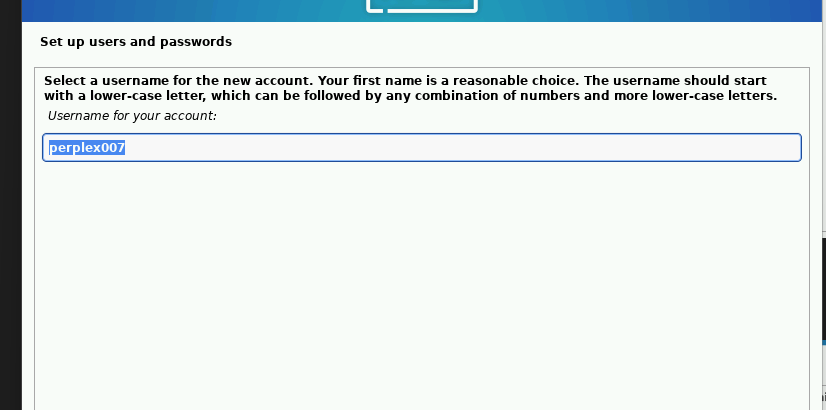 Set up users and passwords
Select a username for the new account. Your first name is a reasonable choice. The username should start
with a lower-case letter, which can be followed by any combination of numbers and more lower-case letters.
Username for your account:
perplex007